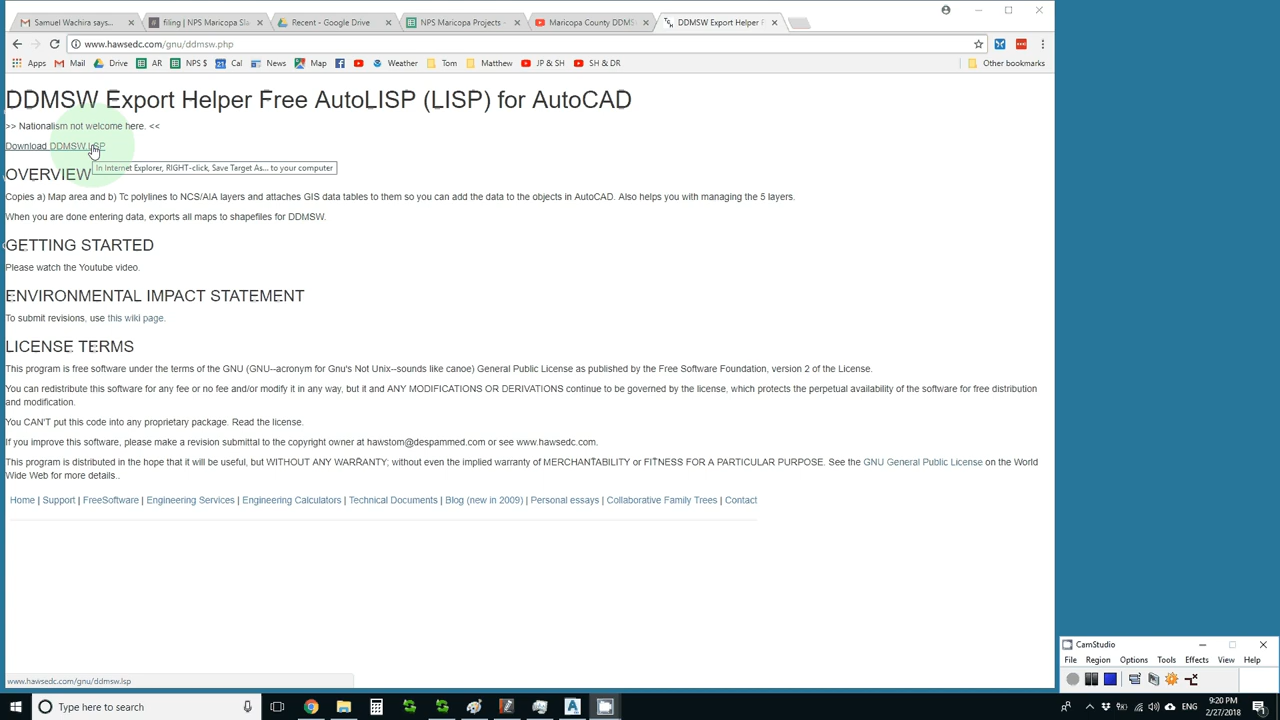 Samuel Wachira says...
filing | NPS Maricopa Sla
Recent - Google Drive
NPS Maricopa Projects -
Maricopa County DDMS
DDMSW Export Helper F
www.hawsedc.com/gnu/ddmsw.php
Apps Mail Drive AR NPS $ Cal News Map Weather Tom Matthew JP & SH SH & DR Other bookmarks
DDMSW Export Helper Free AutoLISP (LISP) for AutoCAD
>> Nationalism not welcome here. <<
Download DDMSW.LSP
In Internet Explorer, RIGHT-click, Save Target As... to your computer
OVERVIEW
Copies a) Map area and b) Tc polylines to NCS/AIA layers and attaches GIS data tables to them so you can add the data to the objects in AutoCAD. Also helps you with managing the 5 layers.
When you are done entering data, exports all maps to shapefiles for DDMSW.
GETTING STARTED
Please watch the Youtube video.
ENVIRONMENTAL IMPACT STATEMENT
To submit revisions, use this wiki page.
LICENSE TERMS
This program is free software under the terms of the GNU (GNU--acronym for Gnu's Not Unix--sounds like canoe) General Public License as published by the Free Software Foundation, version 2 of the License.
You can redistribute this software for any fee or no fee and/or modify it in any way, but it and ANY MODIFICATIONS OR DERIVATIONS continue to be governed by the license, which protects the perpetual availability of the software for free distribution
and modification.
You CAN'T put this code into any proprietary package. Read the license.
If you improve this software, please make a revision submittal to the copyright owner at hawstom@despammed.com or see www.hawsedc.com.
This program is distributed in the hope that it will be useful, but WITHOUT ANY WARRANTY; without even the implied warranty of MERCHANTABILITY or FITNESS FOR A PARTICULAR PURPOSE. See the GNU General Public License on the World
Wide Web for more details..
Home | Support | FreeSoftware | Engineering Services | Engineering Calculators | Technical Documents | Blog (new in 2009) | Personal essays | Collaborative Family Trees | Contact
CamStudio
File Region Options Tools Effects View Help
www.hawsedc.com/gnu/ddmsw.lsp
Type here to search
ENG
9:20 PM
2/27/2018